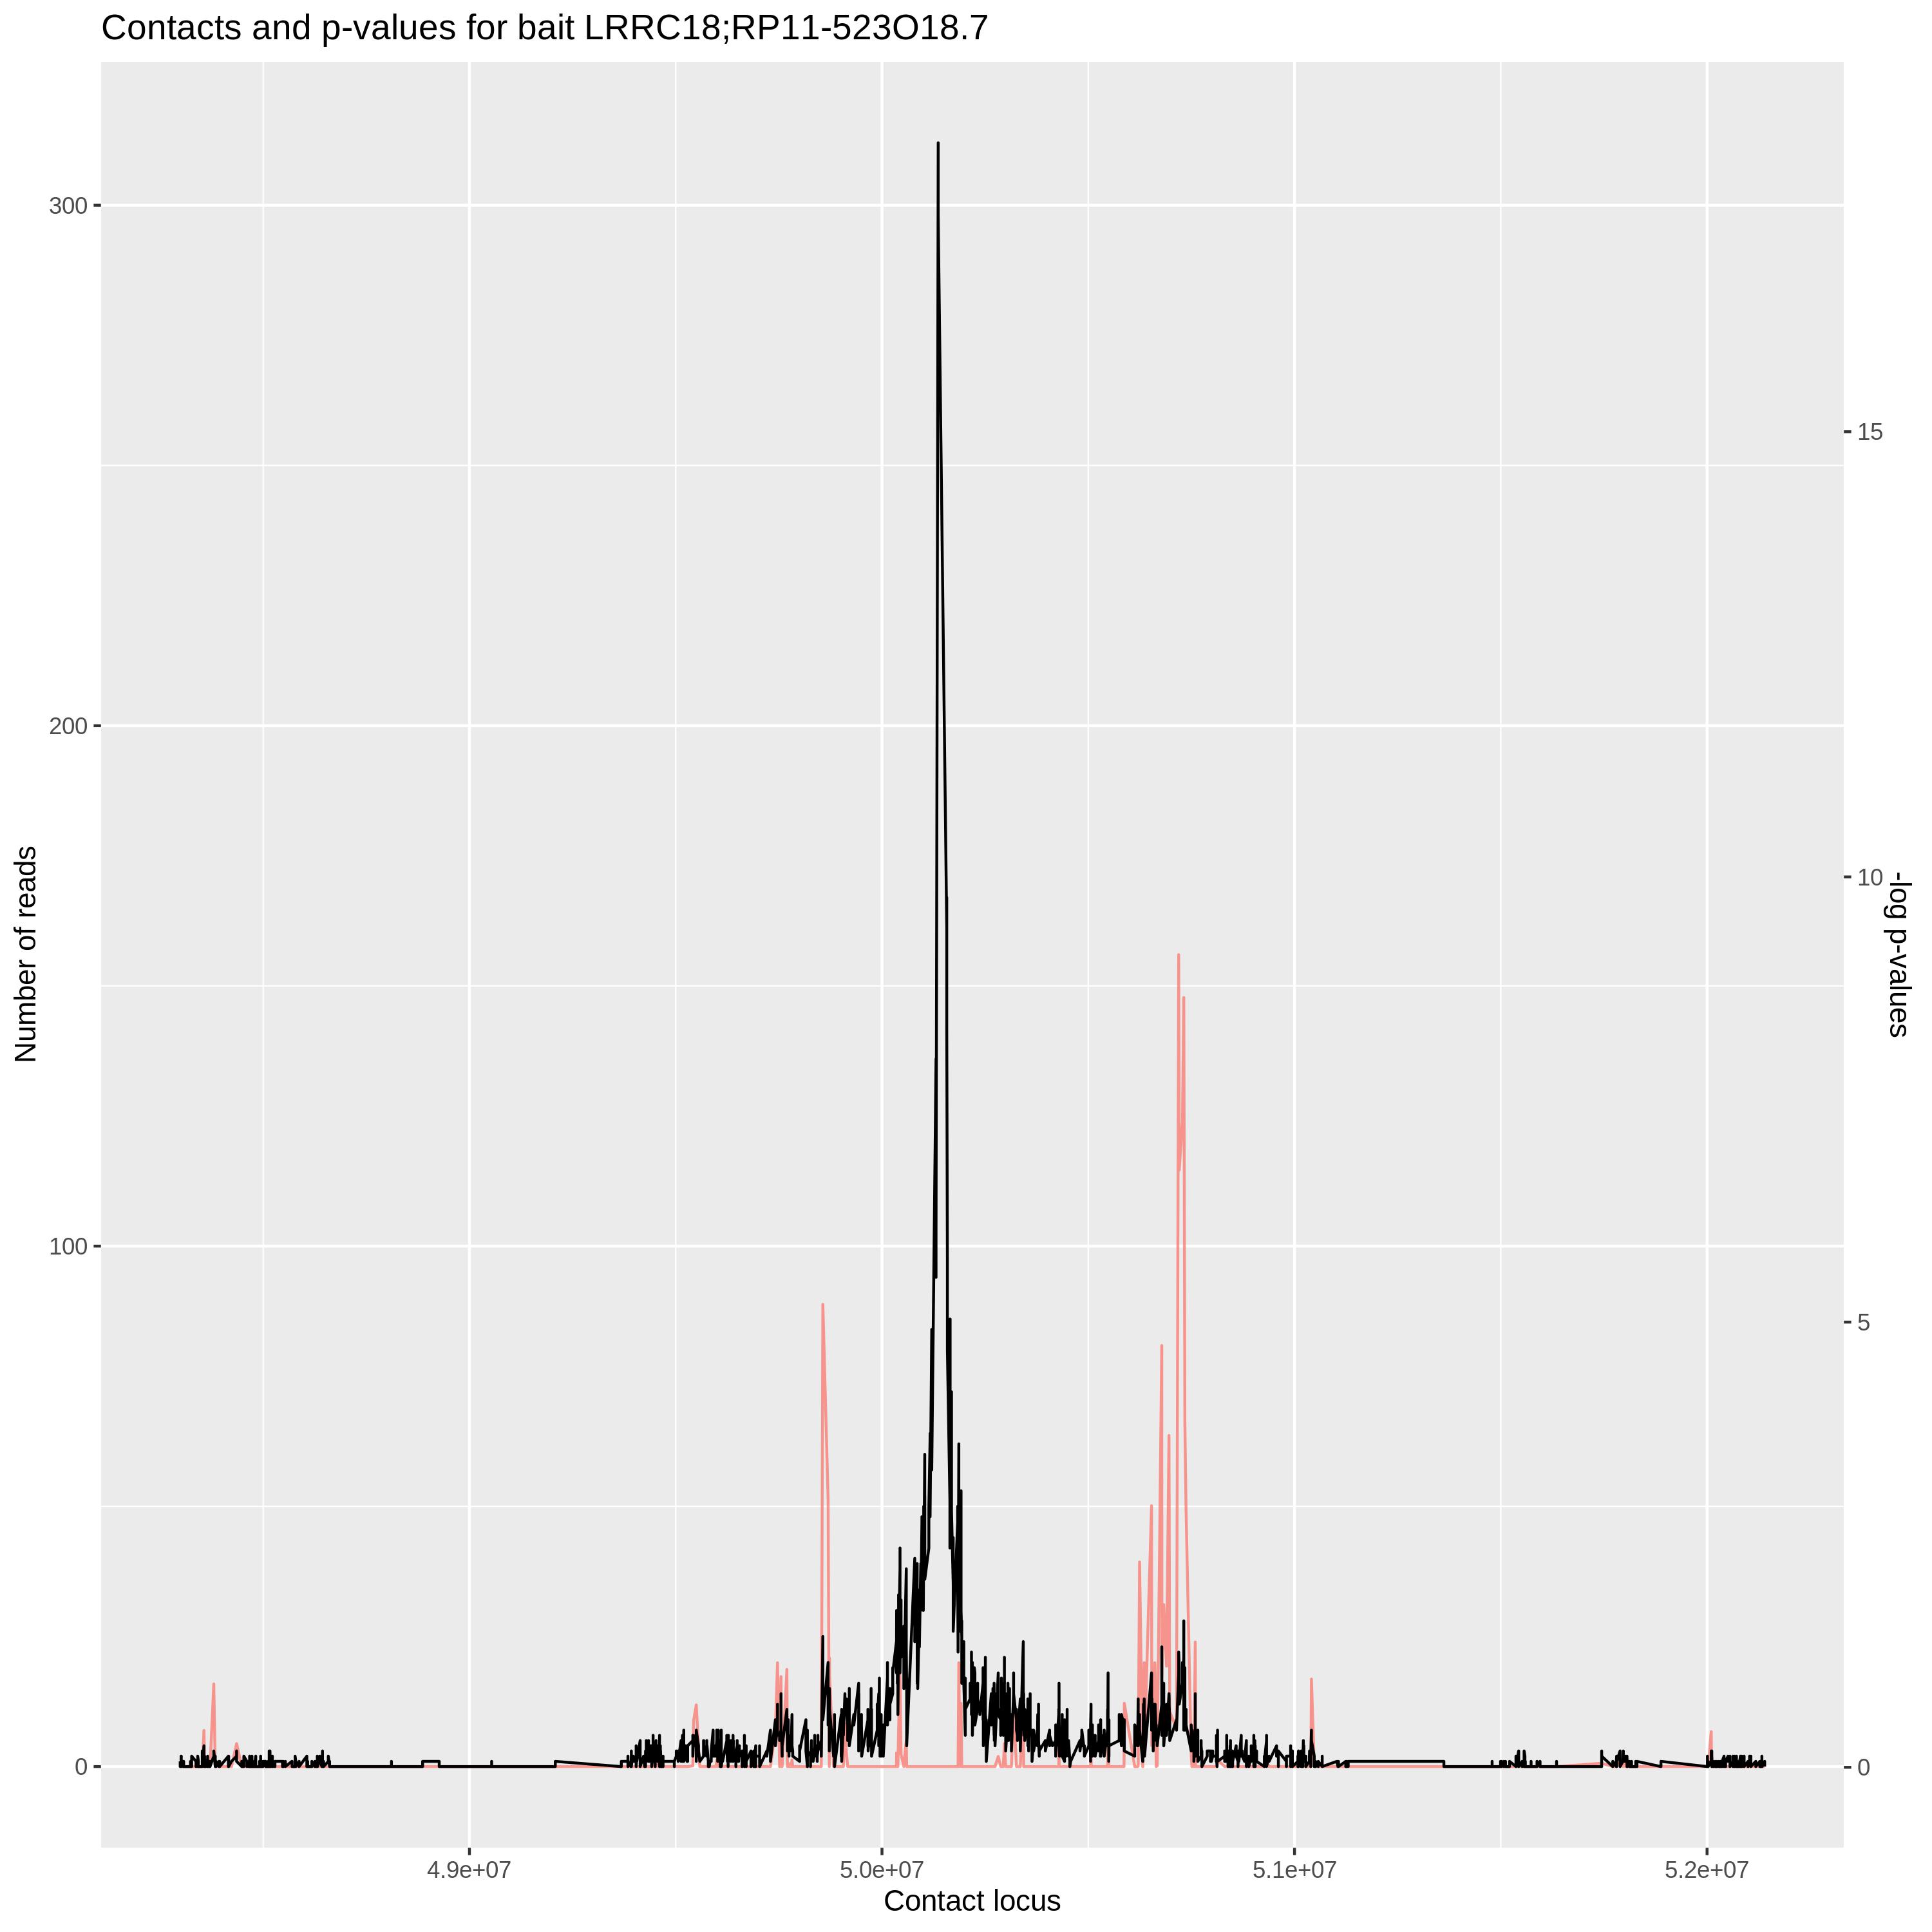 Contacts and p-values for bait LRRC18;RP11-523O18.7
300
200
100
0
Number of reads
15
10
5
0
-log p-values
4.9e+07
5.0e+07
5.1e+07
5.2e+07
Contact locus